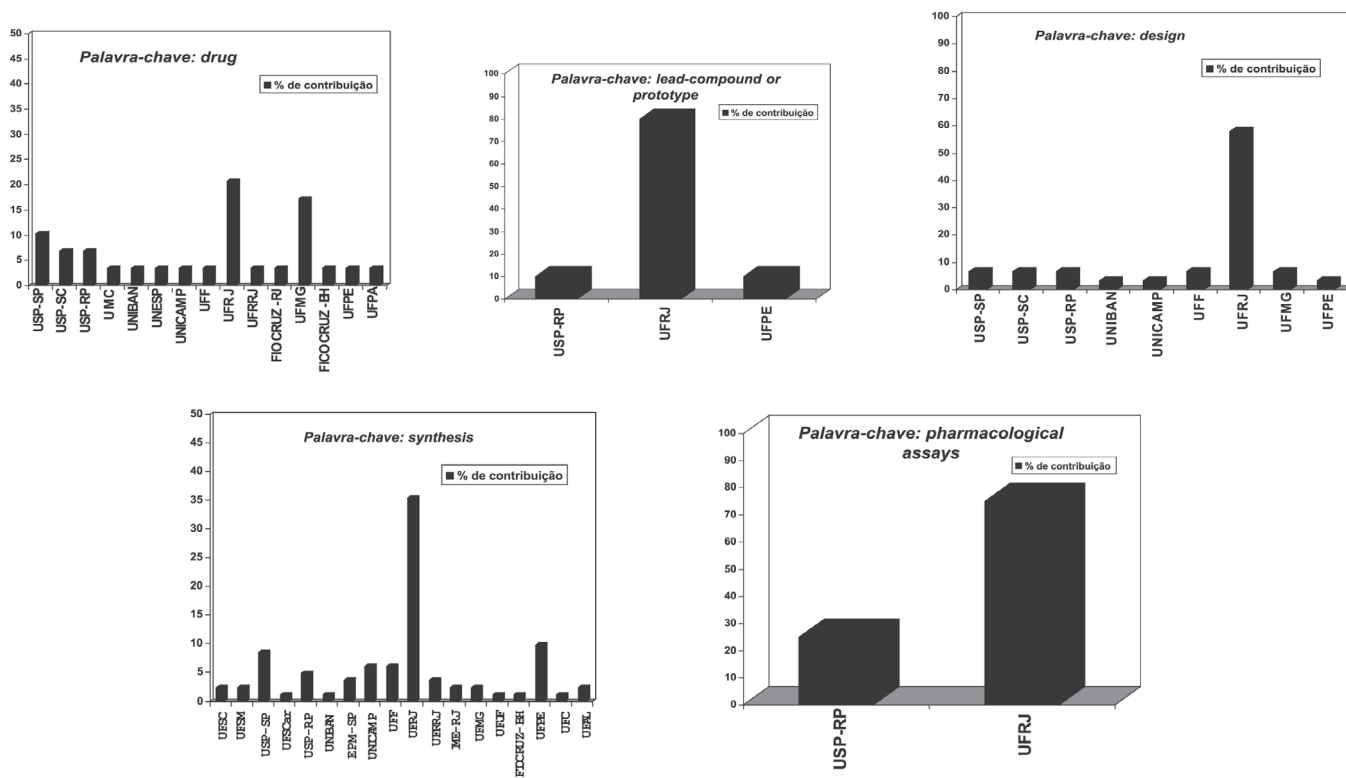 Palavra-chave: drug
% de contribuição
50
45
40
35
30
25
20
15
10
5
0
USP-SP
USP-SC
USP-RP
UMC
UNIBAN
UNESP
UNICAMP
UFF
UFRJ
UFRRJ
FIOCRUZ-RJ
UFMG
FICOCRUZ-BH
UFPE
UFPA
Palavra-chave: lead-compound or
prototype
% de contribuição
100
90
80
70
60
50
40
30
20
10
0
USP-RP
UFRJ
UFPE
Palavra-chave: design
% de contribuição
100
90
80
70
60
50
40
30
20
10
0
USP-SP
USP-SC
USP-RP
UNIBAN
UNICAMP
UFF
UFRJ
UFMG
UFPE
Palavra-chave: synthesis
% de contribuição
50
45
40
35
30
25
20
15
10
5
0
UFSC
UFSM
USP-SP
UFSCar
USP-RP
UNIBAN
EPM-SP
UNICAMP
UFF
UFRJ
UFRRJ
IME-RJ
UFMG
UFJF
FIOCRUZ-BH
UFPE
UFC
UFAL
Palavra-chave: pharmacological
assays
% de contribuição
100
90
80
70
60
50
40
30
20
10
0
USP-RP
UFRJ